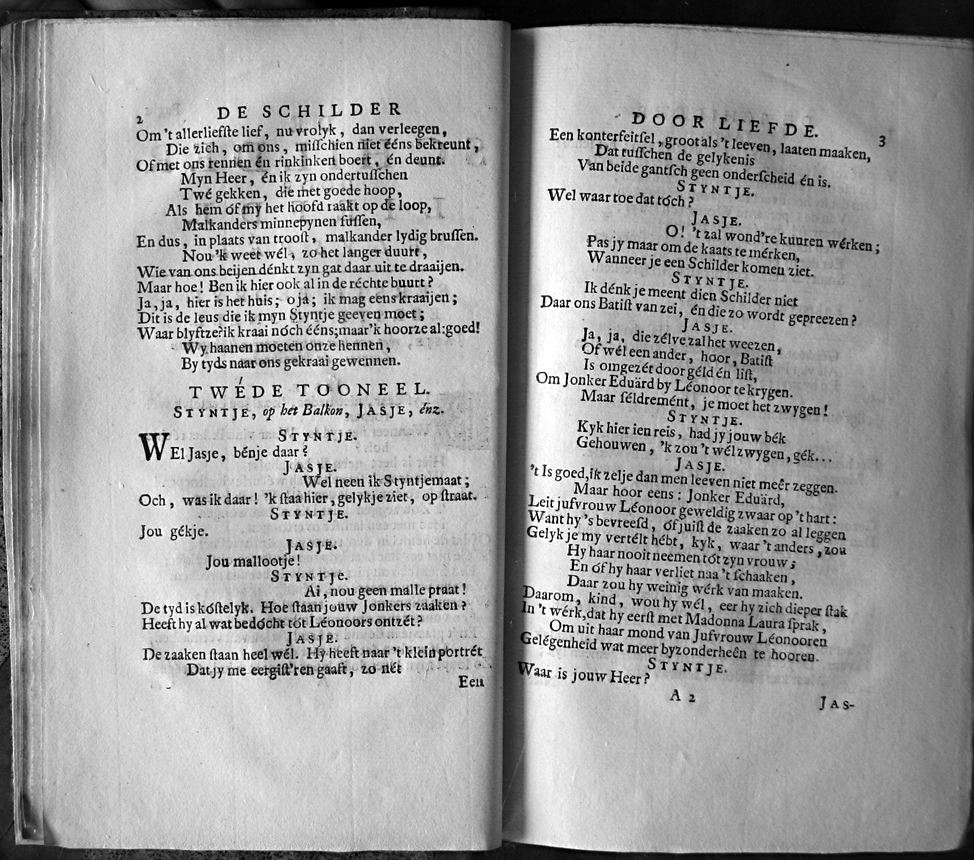 2 DE SCHILDER
Om 't allerliefste lief, nu vrolyk, dan verleegen,
Die zich, om ons, misschien niet ééns bekreunt,
Of met ons rennen én rinkinken boert, én deunt.
Myn Heer, én ik zyn ondertusschen
Twé gekken, die met goede hoop,
Als hem óf my het hoofd raakt op de loop,
Malkanders minnepynen sussen,
En dus, in plaats van troost, malkander lydig brussen.
Nou 'k weet wél, zo het langer duurt,
Wie van ons beijen dénkt zyn gat daar uit te draaijen.
Maar hoe! Ben ik hier ook al in de réchte buurt?
Ja, ja, hier is het huis; o ja; ik mag eens kraaijen;
Dit is de leus die ik myn Styntje geeven moet;
Waar blyftze? ik kraai nóch ééns; maar 'k hoorze al: goed!
Wy haanen moeten onze hennen,
By tyds naar ons gekraai gewennen.
TWÉDE TOONEEL.
STYNTJE, op het Balkon, JASJE, énz.
STYNTJE.
WEl Jasje, bénje daar?
JASJE.
Wel neen ik Styntjemaat;
Och, was ik daar! 'k staa hier, gelykje ziet, op straat.
STYNTJE.
Jou gékje.
JASJE.
Jou mallootje!
STYNTJE.
Ai, nou geen malle praat!
De tyd is kóstelyk. Hoe staan jouw Jonkers zaaken?
Heeft hy al wat bedócht tót Léonoors ontzét?
JASJE.
De zaaken staan heel wél. Hy heeft naar 't klein portrét
Dat jy me eergist'ren gaaft, zo nét
Een
DOOR LIEFDE. 3
Een konterfeitsel, groot als 't leeven, laaten maaken,
Dat tusschen de gelykenis
Van beide gantsch geen onderscheid én is.
STYNTJE.
Wel waar toe dat tóch?
JASJE.
O! 't zal wond're kuuren wérken;
Pas jy maar om de kaats te mérken,
Wanneer je een Schilder komen ziet.
STYNTJE.
Ik dénk je meent dien Schilder niet
Daar ons Batist van zei, én die zo wordt gepreezen?
JASJE.
Ja, ja, die zélve zal het weezen,
Of wél een ander, hoor, Batist
Is omgezét door géld én list,
Om Jonker Eduärd by Léonoor te krygen.
Maar séldremént, je moet het zwygen!
STYNTJE.
Kyk hier ien reis, had jy jouw bék
Gehouwen, 'k zou 't wél zwygen, gék...
JASJE.
't Is goed, ik zelje dan men leeven niet meêr zeggen.
Maar hoor eens: Jonker Eduärd,
Leit jufvrouw Léonoor geweldig zwaar op 't hart:
Want hy 's bevreesd, óf juist de zaaken zo al leggen
Gelyk je my vertélt hébt, kyk, waar 't anders, zou
Hy haar nooit neemen tót zyn vrouw;
En óf hy haar verliet naa 't schaaken,
Daar zou hy weinig wérk van maaken.
Daarom, kind, wou hy wél, eer hy zich dieper stak
In 't wérk, dat hy eerst met Madonna Laura sprak,
Om uit haar mond van Jufvrouw Léonooren
Gelégenheid wat meer byzonderheên te hooren.
STYNTJE.
Waar is jouw Heer?
A 2 JAS-